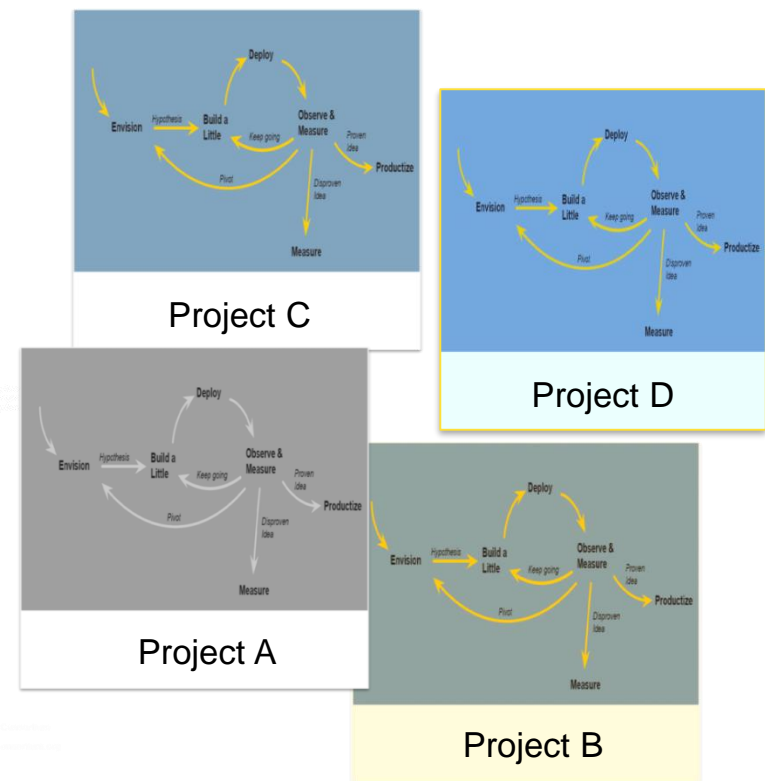 Deploy
Envision
Hypothesis
Build a
Little
Keep going
Observe &
Measure
Proven
Idea
Productize
Pivot
Disproven
Idea
Measure
Project C
Deploy
Envision
Hypothesis
Build a
Little
Keep going
Observe &
Measure
Proven
Idea
Productize
Pivot
Disproven
Idea
Measure
Project D
Deploy
Envision
Hypothesis
Build a
Little
Keep going
Observe &
Measure
Proven
Idea
Productize
Pivot
Disproven
Idea
Measure
Project A
Deploy
Envision
Hypothesis
Build a
Little
Keep going
Observe &
Measure
Proven
Idea
Productize
Pivot
Disproven
Idea
Measure
Project B